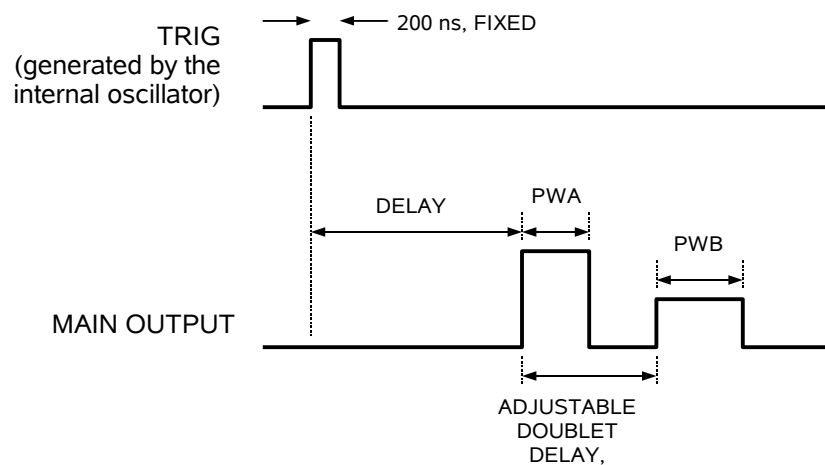 200 ns, FIXED
TRIG
(generated by the
internal oscillator)
DELAY
PWA
PWB
MAIN OUTPUT
ADJUSTABLE
DOUBLET
DELAY,